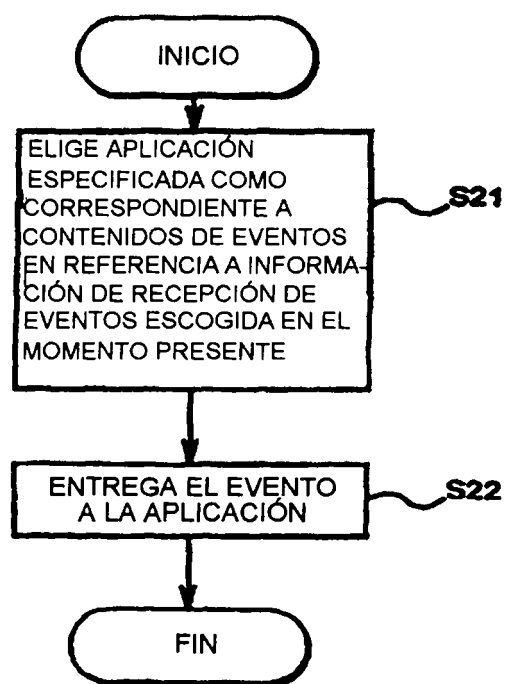 INICIO
ELIGE APLICACIÓN
ESPECIFICADA COMO
CORRESPONDIENTE A
CONTENIDOS DE EVENTOS
EN REFERENCIA A INFORMA-
CIÓN DE RECEPCIÓN DE
EVENTOS ESCOGIDA EN EL
MOMENTO PRESENTE
S21
ENTREGA EL EVENTO
A LA APLICACIÓN
S22
FIN